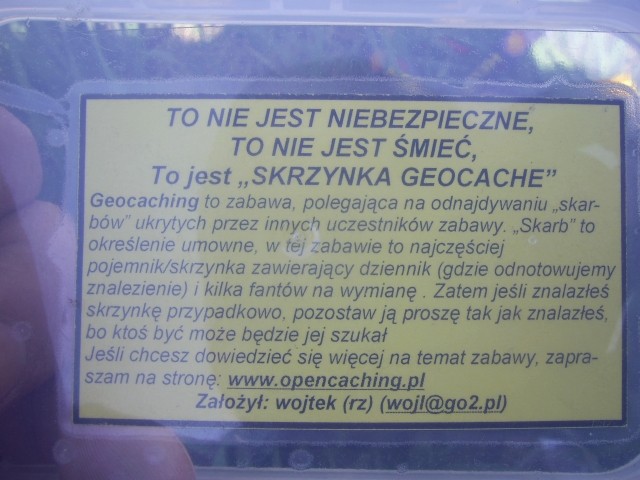 TO NIE JEST NIEBEZPIECZNE,
TO NIE JEST ŚMIEĆ,
To jest „SKRZYNKA GEOCACHE”
Geocaching to zabawa, polegająca na odnajdywaniu „skar-
bów” ukrytych przez innych uczestników zabawy. „Skarb” to
określenie umowne, w tej zabawie to najczęściej
pojemnik/skrzynka zawierający dziennik (gdzie odnotowujemy
znalezienie) i kilka fantów na wymianę . Zatem jeśli znalazłeś
skrzynkę przypadkowo, pozostaw ją proszę tak jak znalazłeś,
bo ktoś być może będzie jej szukał
Jeśli chcesz dowiedzieć się więcej na temat zabawy, zapra-
szam na stronę: www.opencaching.pl
Założył: wojtek (rz) (wojl@go2.pl)